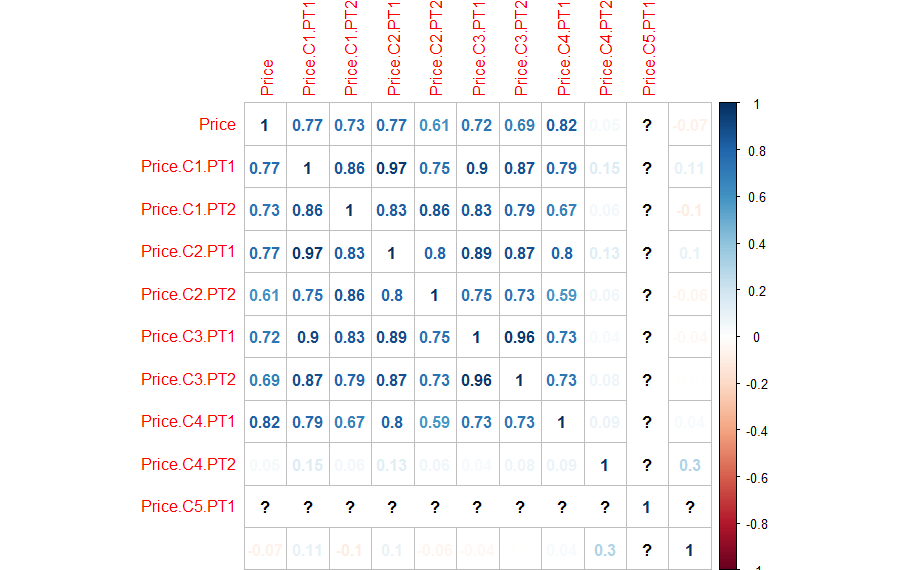 Price Price.C1.PT1 Price.C1.PT2 Price.C2.PT1 Price.C2.PT2 Price.C3.PT1 Price.C3.PT2 Price.C4.PT1 Price.C4.PT2 Price.C5.PT1
Price 1 0.77 0.73 0.77 0.61 0.72 0.69 0.82 0.05 ? -0.07
Price.C1.PT1 0.77 1 0.86 0.97 0.75 0.9 0.87 0.79 0.15 ? 0.11
Price.C1.PT2 0.73 0.86 1 0.83 0.86 0.83 0.79 0.67 0.06 ? -0.1
Price.C2.PT1 0.77 0.97 0.83 1 0.8 0.89 0.87 0.8 0.13 ? 0.1
Price.C2.PT2 0.61 0.75 0.86 0.8 1 0.75 0.73 0.59 0.06 ? -0.06
Price.C3.PT1 0.72 0.9 0.83 0.89 0.75 1 0.96 0.73 0.04 ? -0.04
Price.C3.PT2 0.69 0.87 0.79 0.87 0.73 0.96 1 0.73 0.08 ?
Price.C4.PT1 0.82 0.79 0.67 0.8 0.59 0.73 0.73 1 0.09 ? 0.04
Price.C4.PT2 0.05 0.15 0.06 0.13 0.06 0.04 0.08 0.09 1 ? 0.3
Price.C5.PT1 ? ? ? ? ? ? ? ? ? 1 ?
-0.07 0.11 -0.1 0.1 -0.06 -0.04 0.04 0.3 ? 1
1
0.8
0.6
0.4
0.2
0
-0.2
-0.4
-0.6
-0.8